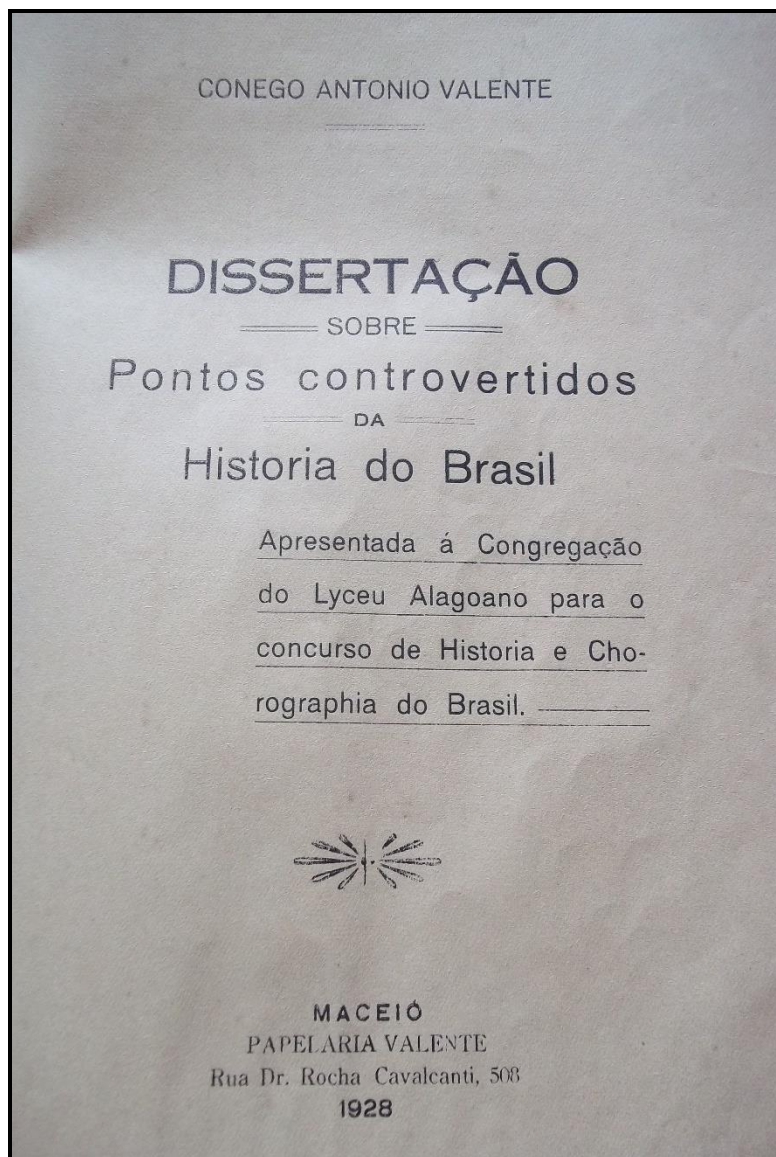 CONEGO ANTONIO VALENTE
DISSERTAÇÃO
SOBRE
Pontos controvertidos
DA
Historia do Brasil
Apresentada á Congregação
do Lyceu Alagoano para o
concurso de Historia e Cho-
rographia do Brasil.
MACEIÓ
PAPELARIA VALENTE
Rua Dr. Rocha Cavalcanti, 508
1928